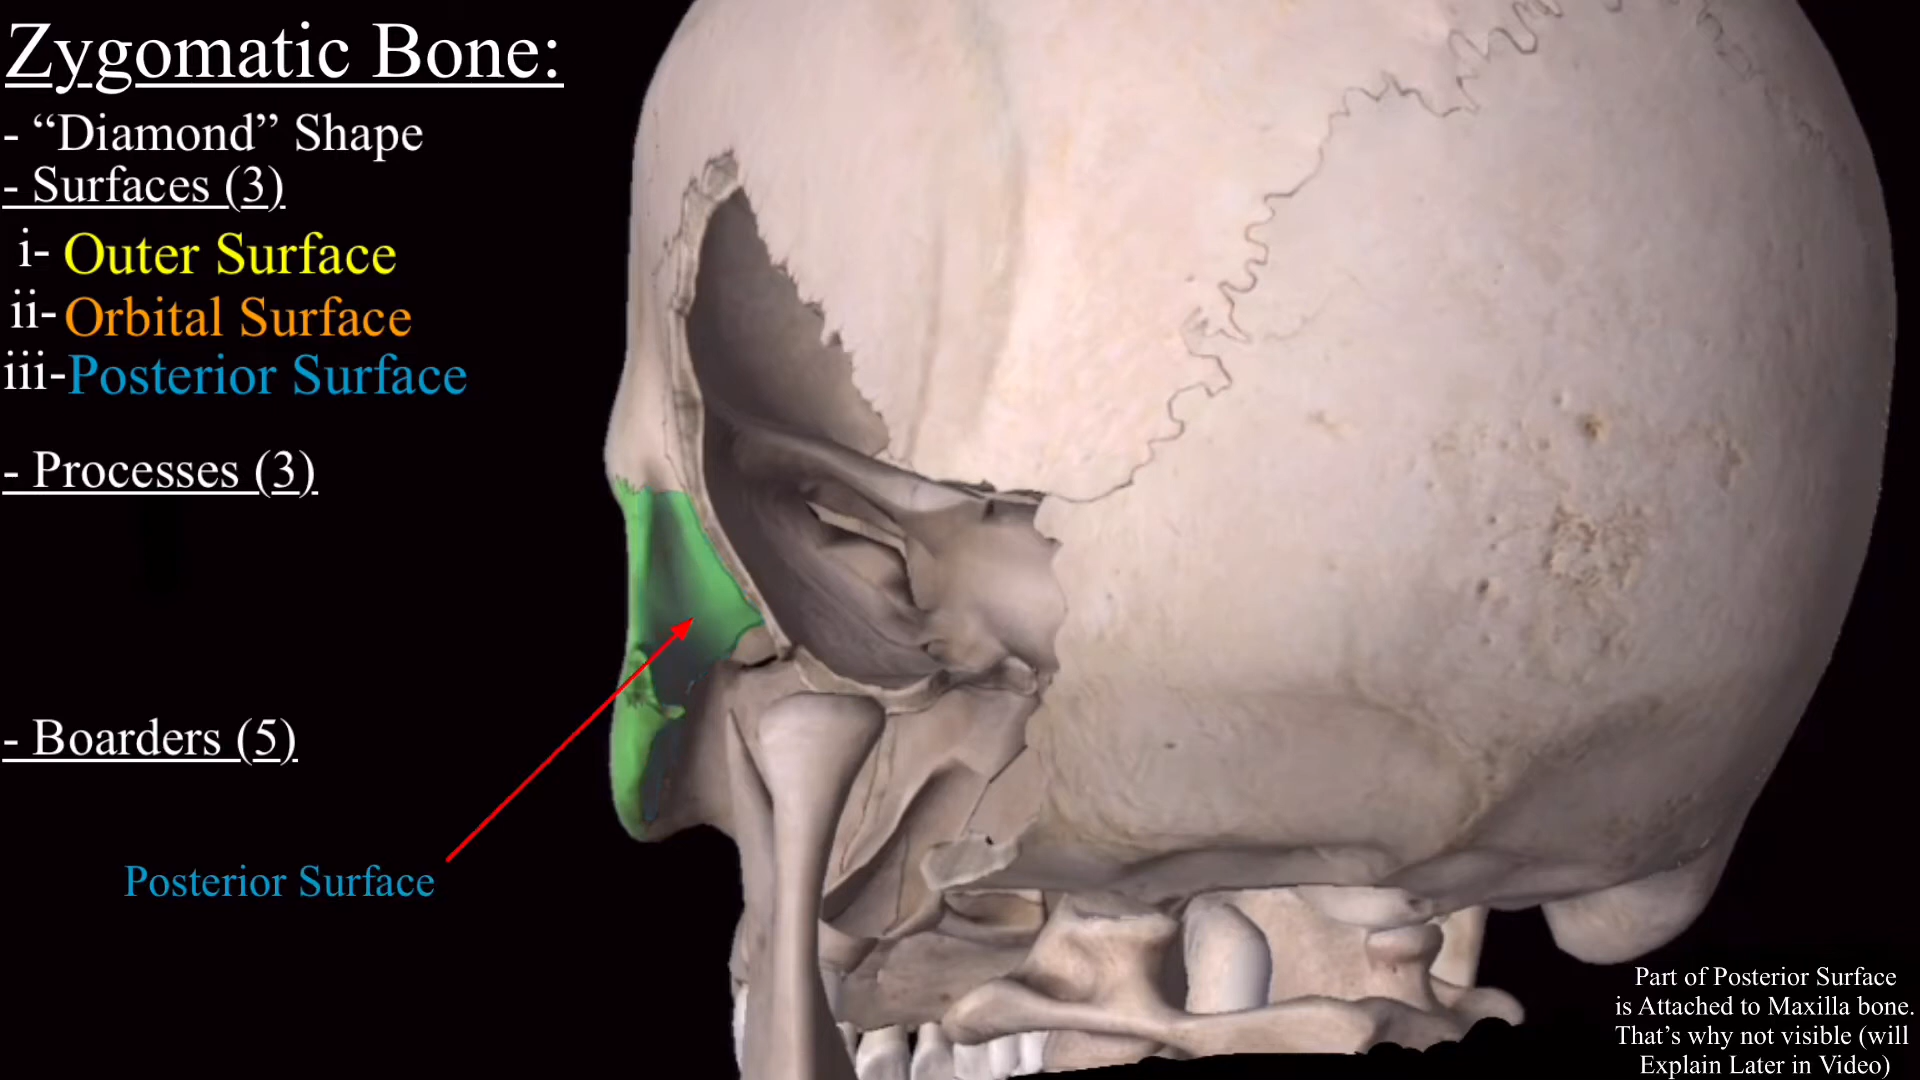 Zygomatic Bone:
- “Diamond” Shape
- Surfaces (3)
i- Outer Surface
ii- Orbital Surface
iii- Posterior Surface
- Processes (3)
- Boarders (5)
Posterior Surface
Part of Posterior Surface
is Attached to Maxilla bone.
That’s why not visible (will
Explain Later in Video)